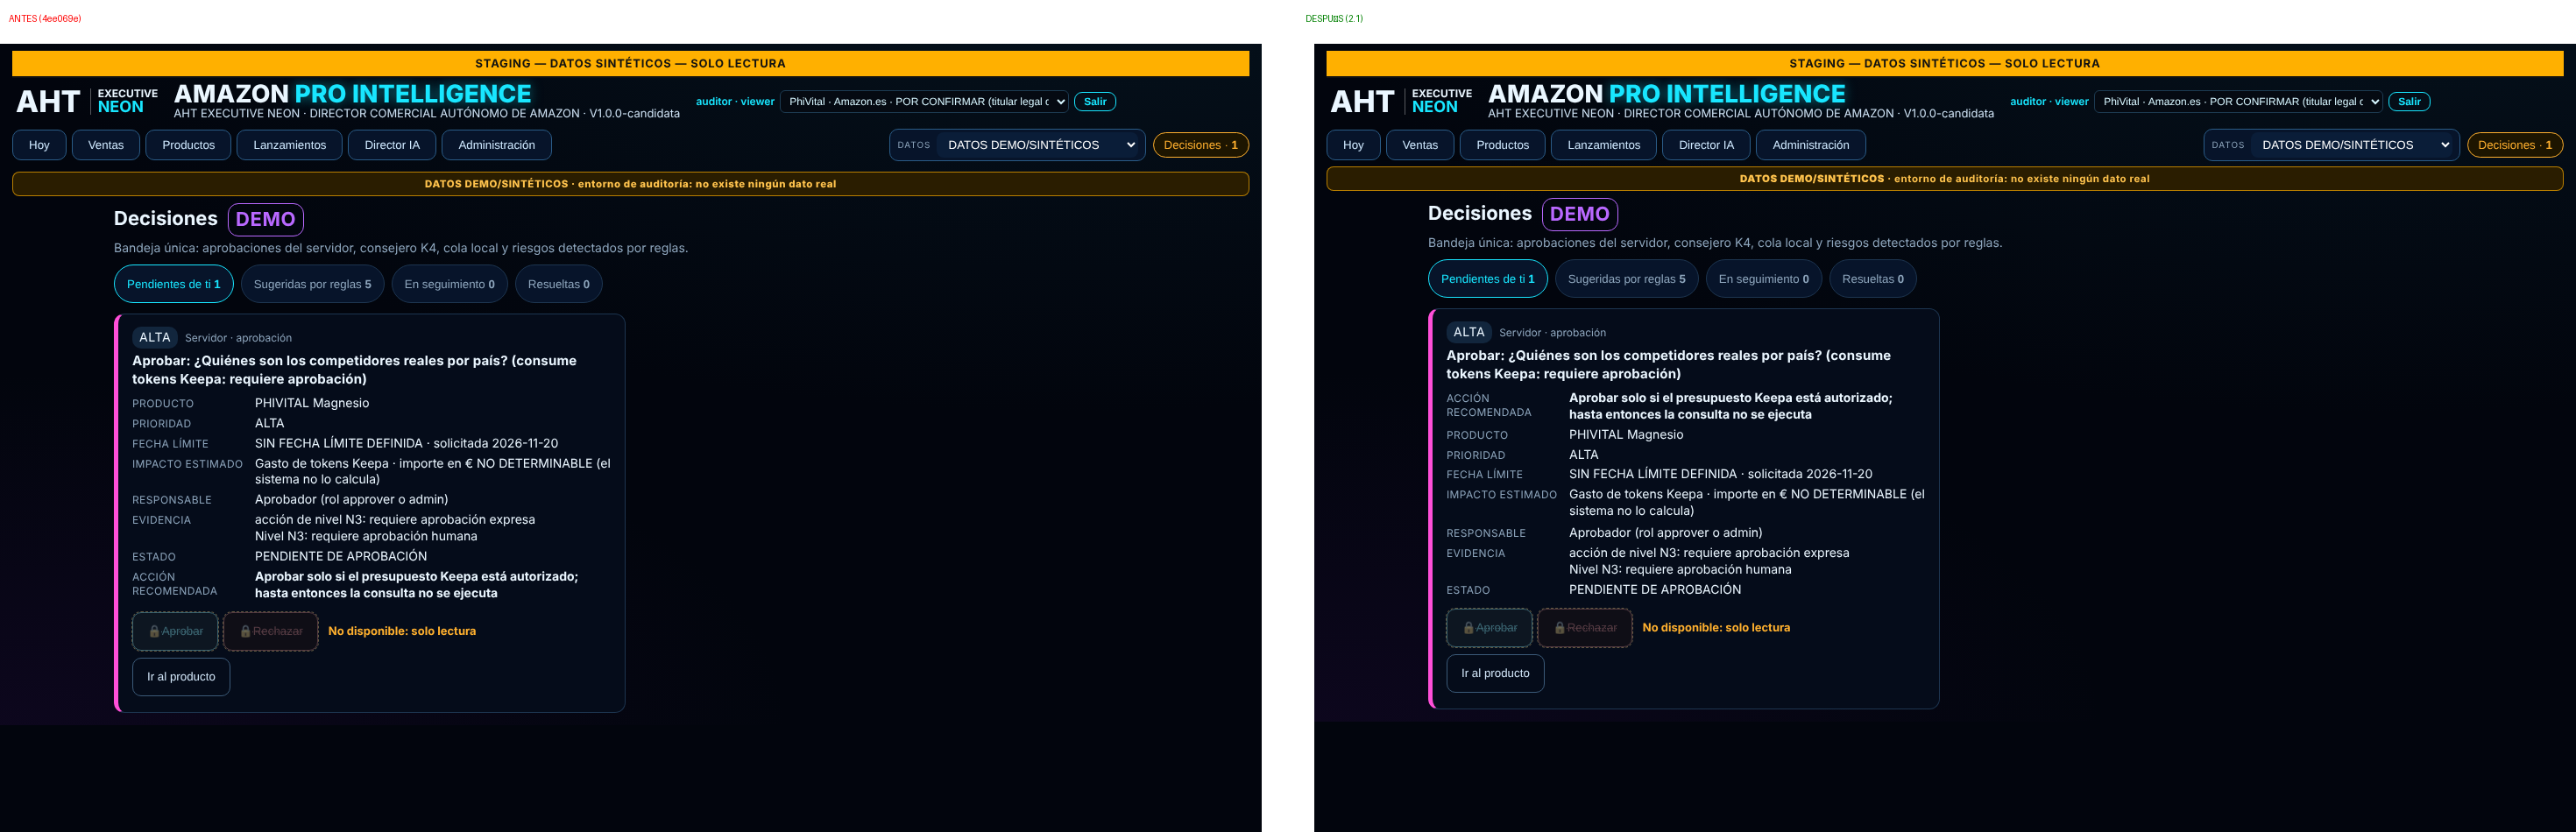 ANTES (4ee069e)
STAGING — DATOS SINTÉTICOS — SOLO LECTURA
AHT EXECUTIVE NEON
AMAZON PRO INTELLIGENCE
AHT EXECUTIVE NEON · DIRECTOR COMERCIAL AUTÓNOMO DE AMAZON · V1.0.0-candidata
auditor · viewer PhiVital · Amazon.es · POR CONFIRMAR (titular legal c Salir
Hoy Ventas Productos Lanzamientos Director IA Administración DATOS DATOS DEMO/SINTÉTICOS Decisiones · 1
DATOS DEMO/SINTÉTICOS · entorno de auditoría: no existe ningún dato real
Decisiones DEMO
Bandeja única: aprobaciones del servidor, consejero K4, cola local y riesgos detectados por reglas.
Pendientes de ti 1 Sugeridas por reglas 5 En seguimiento 0 Resueltas 0
ALTA Servidor · aprobación
Aprobar: ¿Quiénes son los competidores reales por país? (consume
tokens Keepa: requiere aprobación)
PRODUCTO PHIVITAL Magnesio
PRIORIDAD ALTA
FECHA LÍMITE SIN FECHA LÍMITE DEFINIDA · solicitada 2026-11-20
IMPACTO ESTIMADO Gasto de tokens Keepa · importe en € NO DETERMINABLE (el
sistema no lo calcula)
RESPONSABLE Aprobador (rol approver o admin)
EVIDENCIA acción de nivel N3: requiere aprobación expresa
Nivel N3: requiere aprobación humana
ESTADO PENDIENTE DE APROBACIÓN
ACCIÓN Aprobar solo si el presupuesto Keepa está autorizado;
RECOMENDADA hasta entonces la consulta no se ejecuta
Aprobar Rechazar No disponible: solo lectura
Ir al producto
DESPU S (2.1)
STAGING — DATOS SINTÉTICOS — SOLO LECTURA
AHT EXECUTIVE NEON
AMAZON PRO INTELLIGENCE
AHT EXECUTIVE NEON · DIRECTOR COMERCIAL AUTÓNOMO DE AMAZON · V1.0.0-candidata
auditor · viewer PhiVital · Amazon.es · POR CONFIRMAR (titular legal c Salir
Hoy Ventas Productos Lanzamientos Director IA Administración DATOS DATOS DEMO/SINTÉTICOS Decisiones · 1
DATOS DEMO/SINTÉTICOS · entorno de auditoría: no existe ningún dato real
Decisiones DEMO
Bandeja única: aprobaciones del servidor, consejero K4, cola local y riesgos detectados por reglas.
Pendientes de ti 1 Sugeridas por reglas 5 En seguimiento 0 Resueltas 0
ALTA Servidor · aprobación
Aprobar: ¿Quiénes son los competidores reales por país? (consume
tokens Keepa: requiere aprobación)
ACCIÓN Aprobar solo si el presupuesto Keepa está autorizado;
RECOMENDADA hasta entonces la consulta no se ejecuta
PRODUCTO PHIVITAL Magnesio
PRIORIDAD ALTA
FECHA LÍMITE SIN FECHA LÍMITE DEFINIDA · solicitada 2026-11-20
IMPACTO ESTIMADO Gasto de tokens Keepa · importe en € NO DETERMINABLE (el
sistema no lo calcula)
RESPONSABLE Aprobador (rol approver o admin)
EVIDENCIA acción de nivel N3: requiere aprobación expresa
Nivel N3: requiere aprobación humana
ESTADO PENDIENTE DE APROBACIÓN
Aprobar Rechazar No disponible: solo lectura
Ir al producto